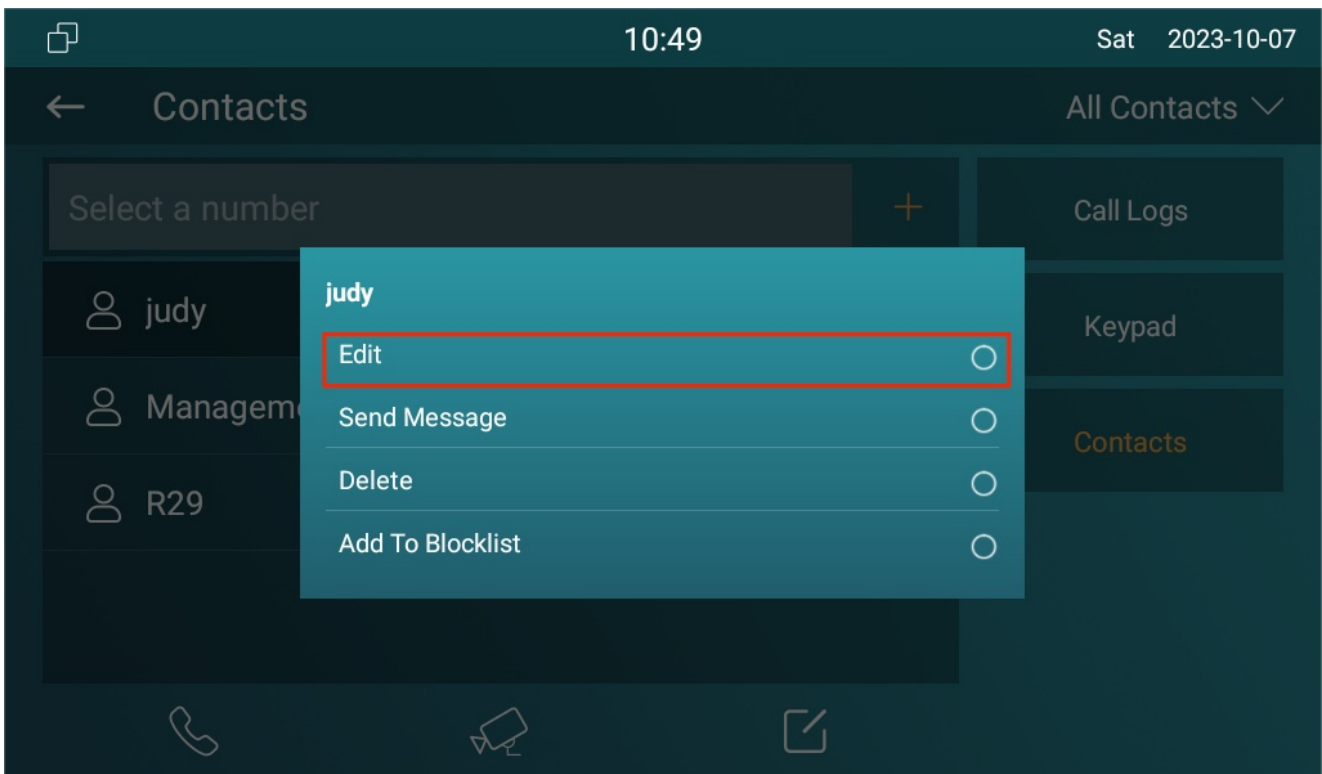 10:49
Sat 2023-10-07
Contacts
All Contacts
Select a number
+
Call Logs
judy
judy
Edit
Keypad
Send Message
Contacts
Delete
R29
Add To Blocklist